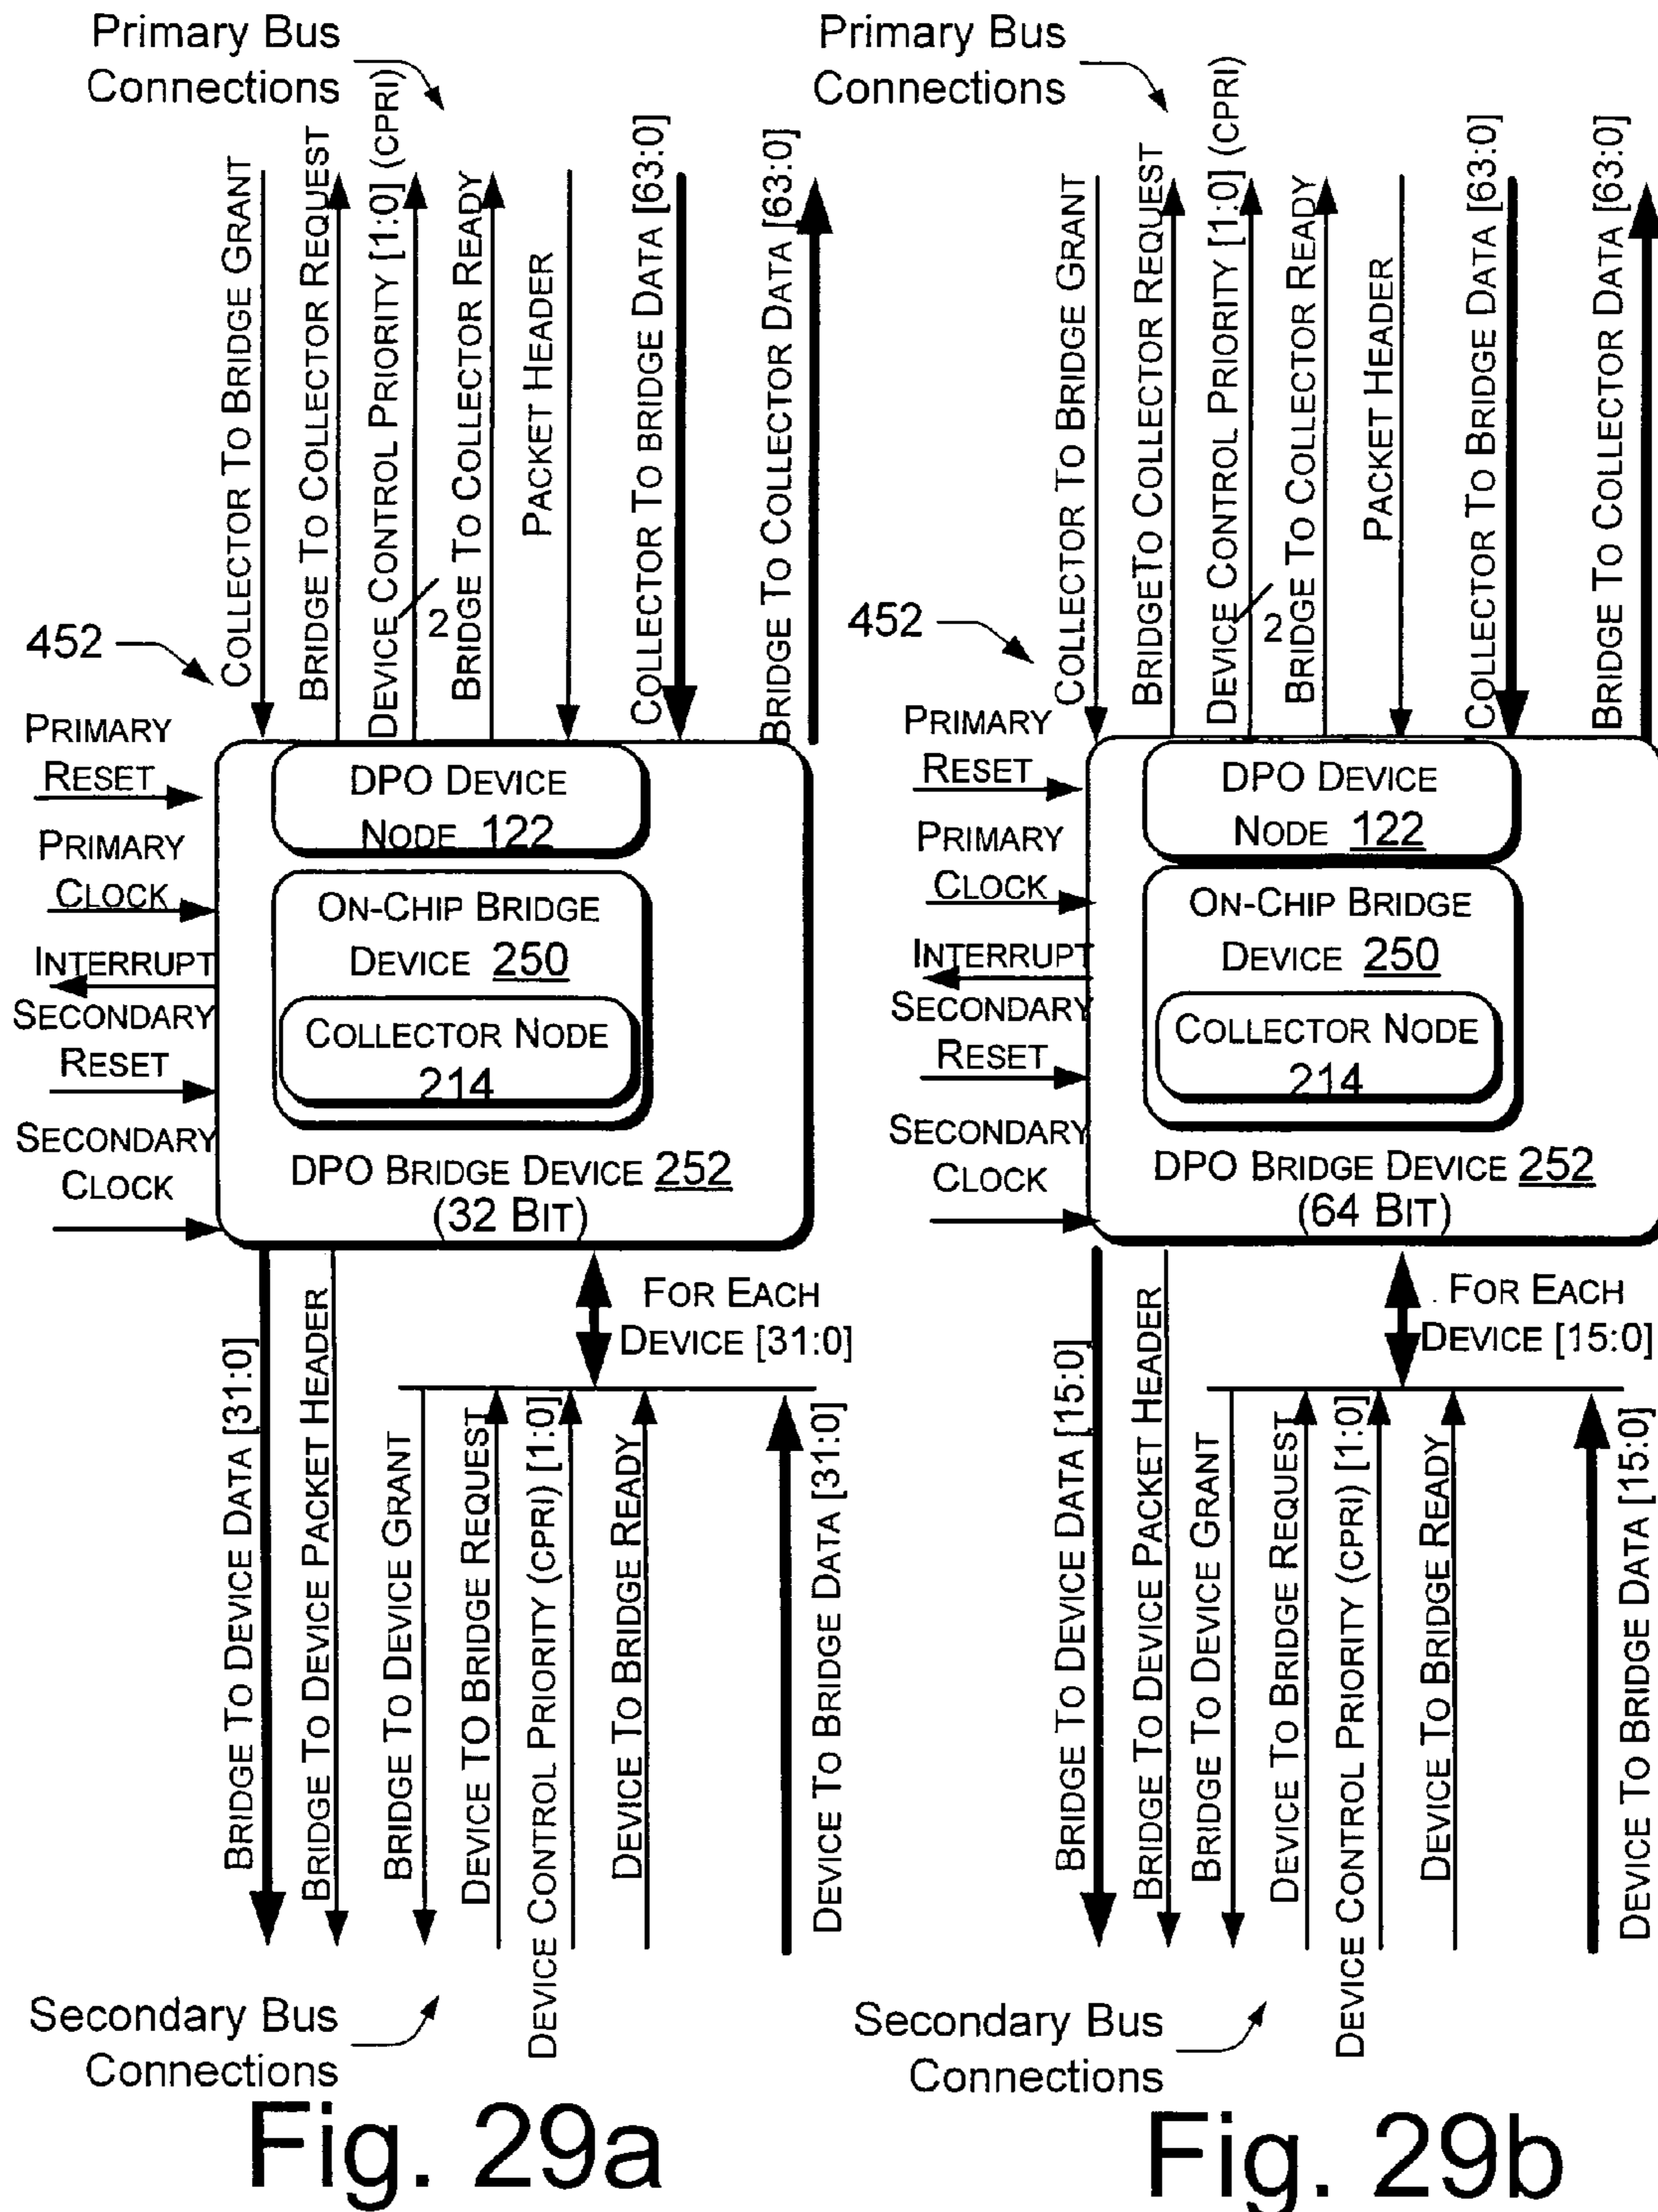 Primary Bus
Connections
COLLECTOR TO BRIDGE GRANT
BRIDGE TO COLLECTOR REQUEST
DEVICE CONTROL PRIORITY [1:0] (CPRI)
2
BRIDGE TO COLLECTOR READY
PACKET HEADER
COLLECTOR TO BRIDGE DATA [63:0]
BRIDGE TO COLLECTOR DATA [63:0]
452
PRIMARY
RESET
PRIMARY
CLOCK
INTERRUPT
SECONDARY
RESET
SECONDARY
CLOCK
DPO DEVICE
NODE 122
ON-CHIP BRIDGE
DEVICE 250
COLLECTOR NODE
214
DPO BRIDGE DEVICE 252
(32 BIT)
FOR EACH
DEVICE [31:0]
BRIDGE TO DEVICE DATA [31:0]
BRIDGE TO DEVICE PACKET HEADER
BRIDGE TO DEVICE GRANT
DEVICE TO BRIDGE REQUEST
DEVICE CONTROL PRIORITY (CPRI) [1:0]
DEVICE TO BRIDGE READY
DEVICE TO BRIDGE DATA [31:0]
Secondary Bus
Connections
Fig. 29a
Primary Bus
Connections
COLLECTOR TO BRIDGE GRANT
BRIDGETO COLLECTOR REQUEST
DEVICE CONTROL PRIORITY [1:0] (CPRI)
2
BRIDGE TO COLLECTOR READY
PACKET HEADER
COLLECTOR TO BRIDGE DATA [63:0]
BRIDGE TO COLLECTOR DATA [63:0]
452
PRIMARY
RESET
PRIMARY
CLOCK
INTERRUPT
SECONDARY
RESET
SECONDARY
CLOCK
DPO DEVICE
NODE 122
ON-CHIP BRIDGE
DEVICE 250
COLLECTOR NODE
214
DPO BRIDGE DEVICE 252
(64 BIT)
FOR EACH
DEVICE [15:0]
BRIDGE TO DEVICE DATA [15:0]
BRIDGE TO DEVICE PACKET HEADER
BRIDGE TO DEVICE GRANT
DEVICE TO BRIDGE REQUEST
DEVICE CONTROL PRIORITY (CPRI) [1:0]
DEVICE TO BRIDGE READY
DEVICE TO BRIDGE DATA [15:0]
Secondary Bus
Connections
Fig. 29b